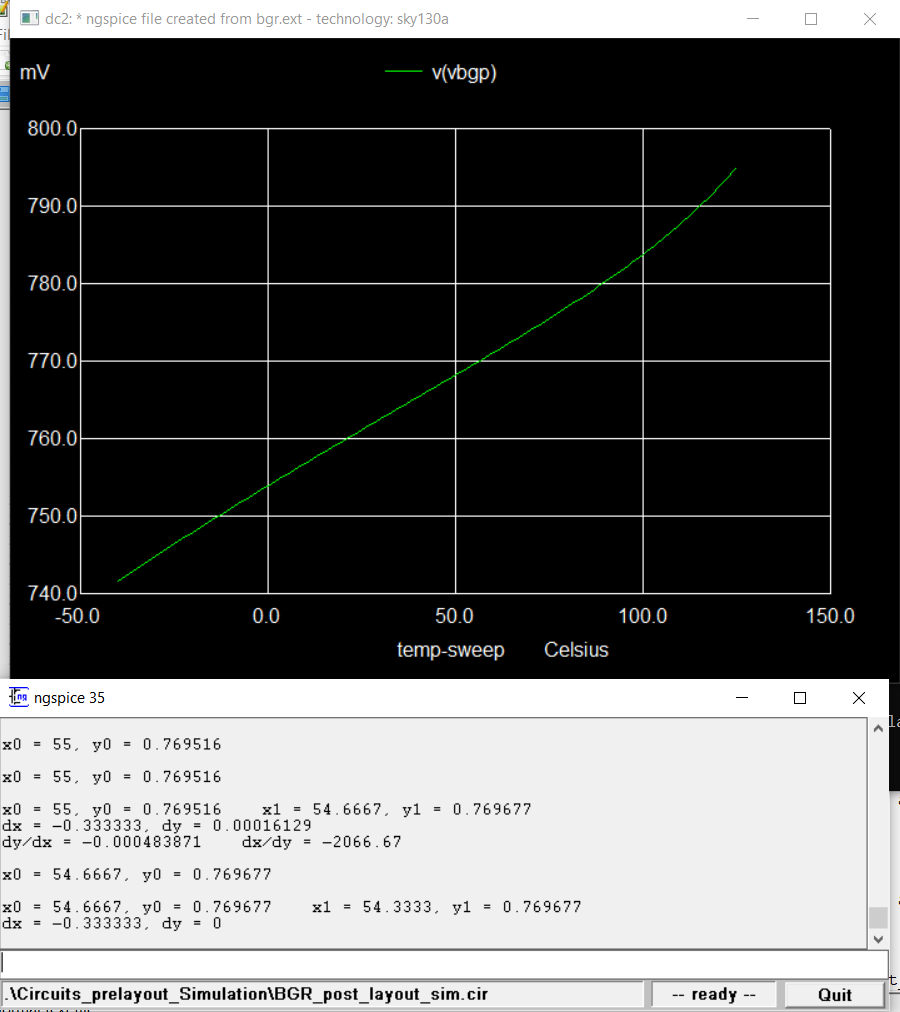 dc2: * ngspice file created from bgr.ext - technology: sky130a
mV
v(vbgp)
800.0
790.0
780.0
770.0
760.0
750.0
740.0
-50.0 0.0 50.0 100.0 150.0
temp-sweep Celsius
ngspice 35
x0 = 55, y0 = 0.769516
x0 = 55, y0 = 0.769516
x0 = 55, y0 = 0.769516 x1 = 54.6667, y1 = 0.769677
dx = -0.333333, dy = 0.00016129
dy/dx = -0.000483871 dx/dy = -2066.67
x0 = 54.6667, y0 = 0.769677
x0 = 54.6667, y0 = 0.769677 x1 = 54.3333, y1 = 0.769677
dx = -0.333333, dy = 0
.\Circuits_prelayout_Simulation\BGR_post_layout_sim.cir
-- ready --
Quit